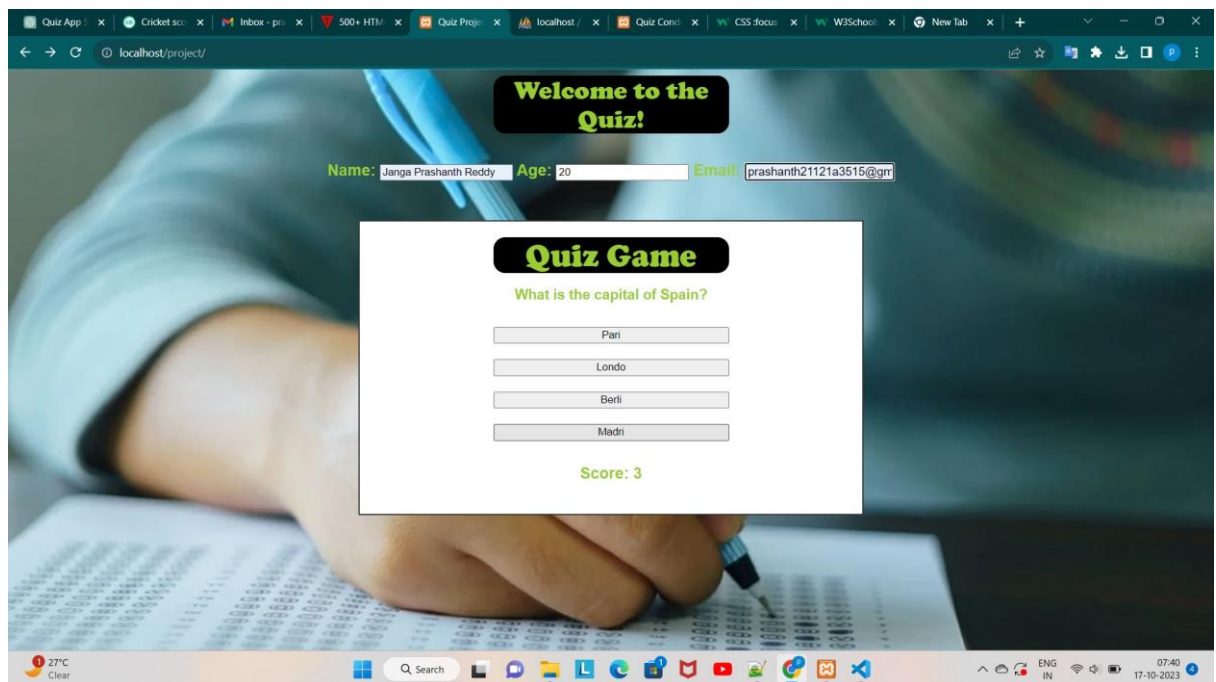 Quiz App S
Cricket sco
Inbox - pra
500+ HTM
Quiz Proje
localhost /
Quiz Cond
CSS :focus
W3School
New Tab
localhost/project/
P
Welcome to the
Quiz!
Name: Janga Prashanth Reddy Age: 20 Email: prashanth21121a3515@gm
Quiz Game
What is the capital of Spain?
Pari
Londo
Berli
Madri
Score: 3
1
27°C
Clear
Search
L
ENG
IN
07:40
17-10-2023
4